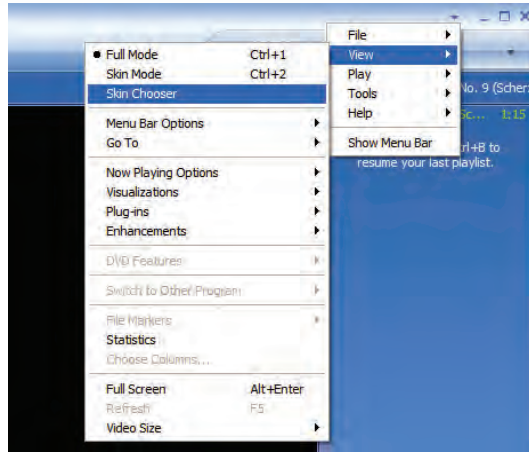 File
View
Play
Tools
Help
Show Menu Bar
Full Mode Ctrl+1
Skin Mode Ctrl+2
Skin Chooser
Menu Bar Options
Go To
Now Playing Options
Visualizations
Plug-ins
Enhancements
DVD Features
Switch to Other Program
File Markers
Statistics
Choose Columns...
Full Screen Alt+Enter
Refresh F5
Video Size
No. 9 (Scher
Sc... 1:15
rl+B to
resume your last playlist.